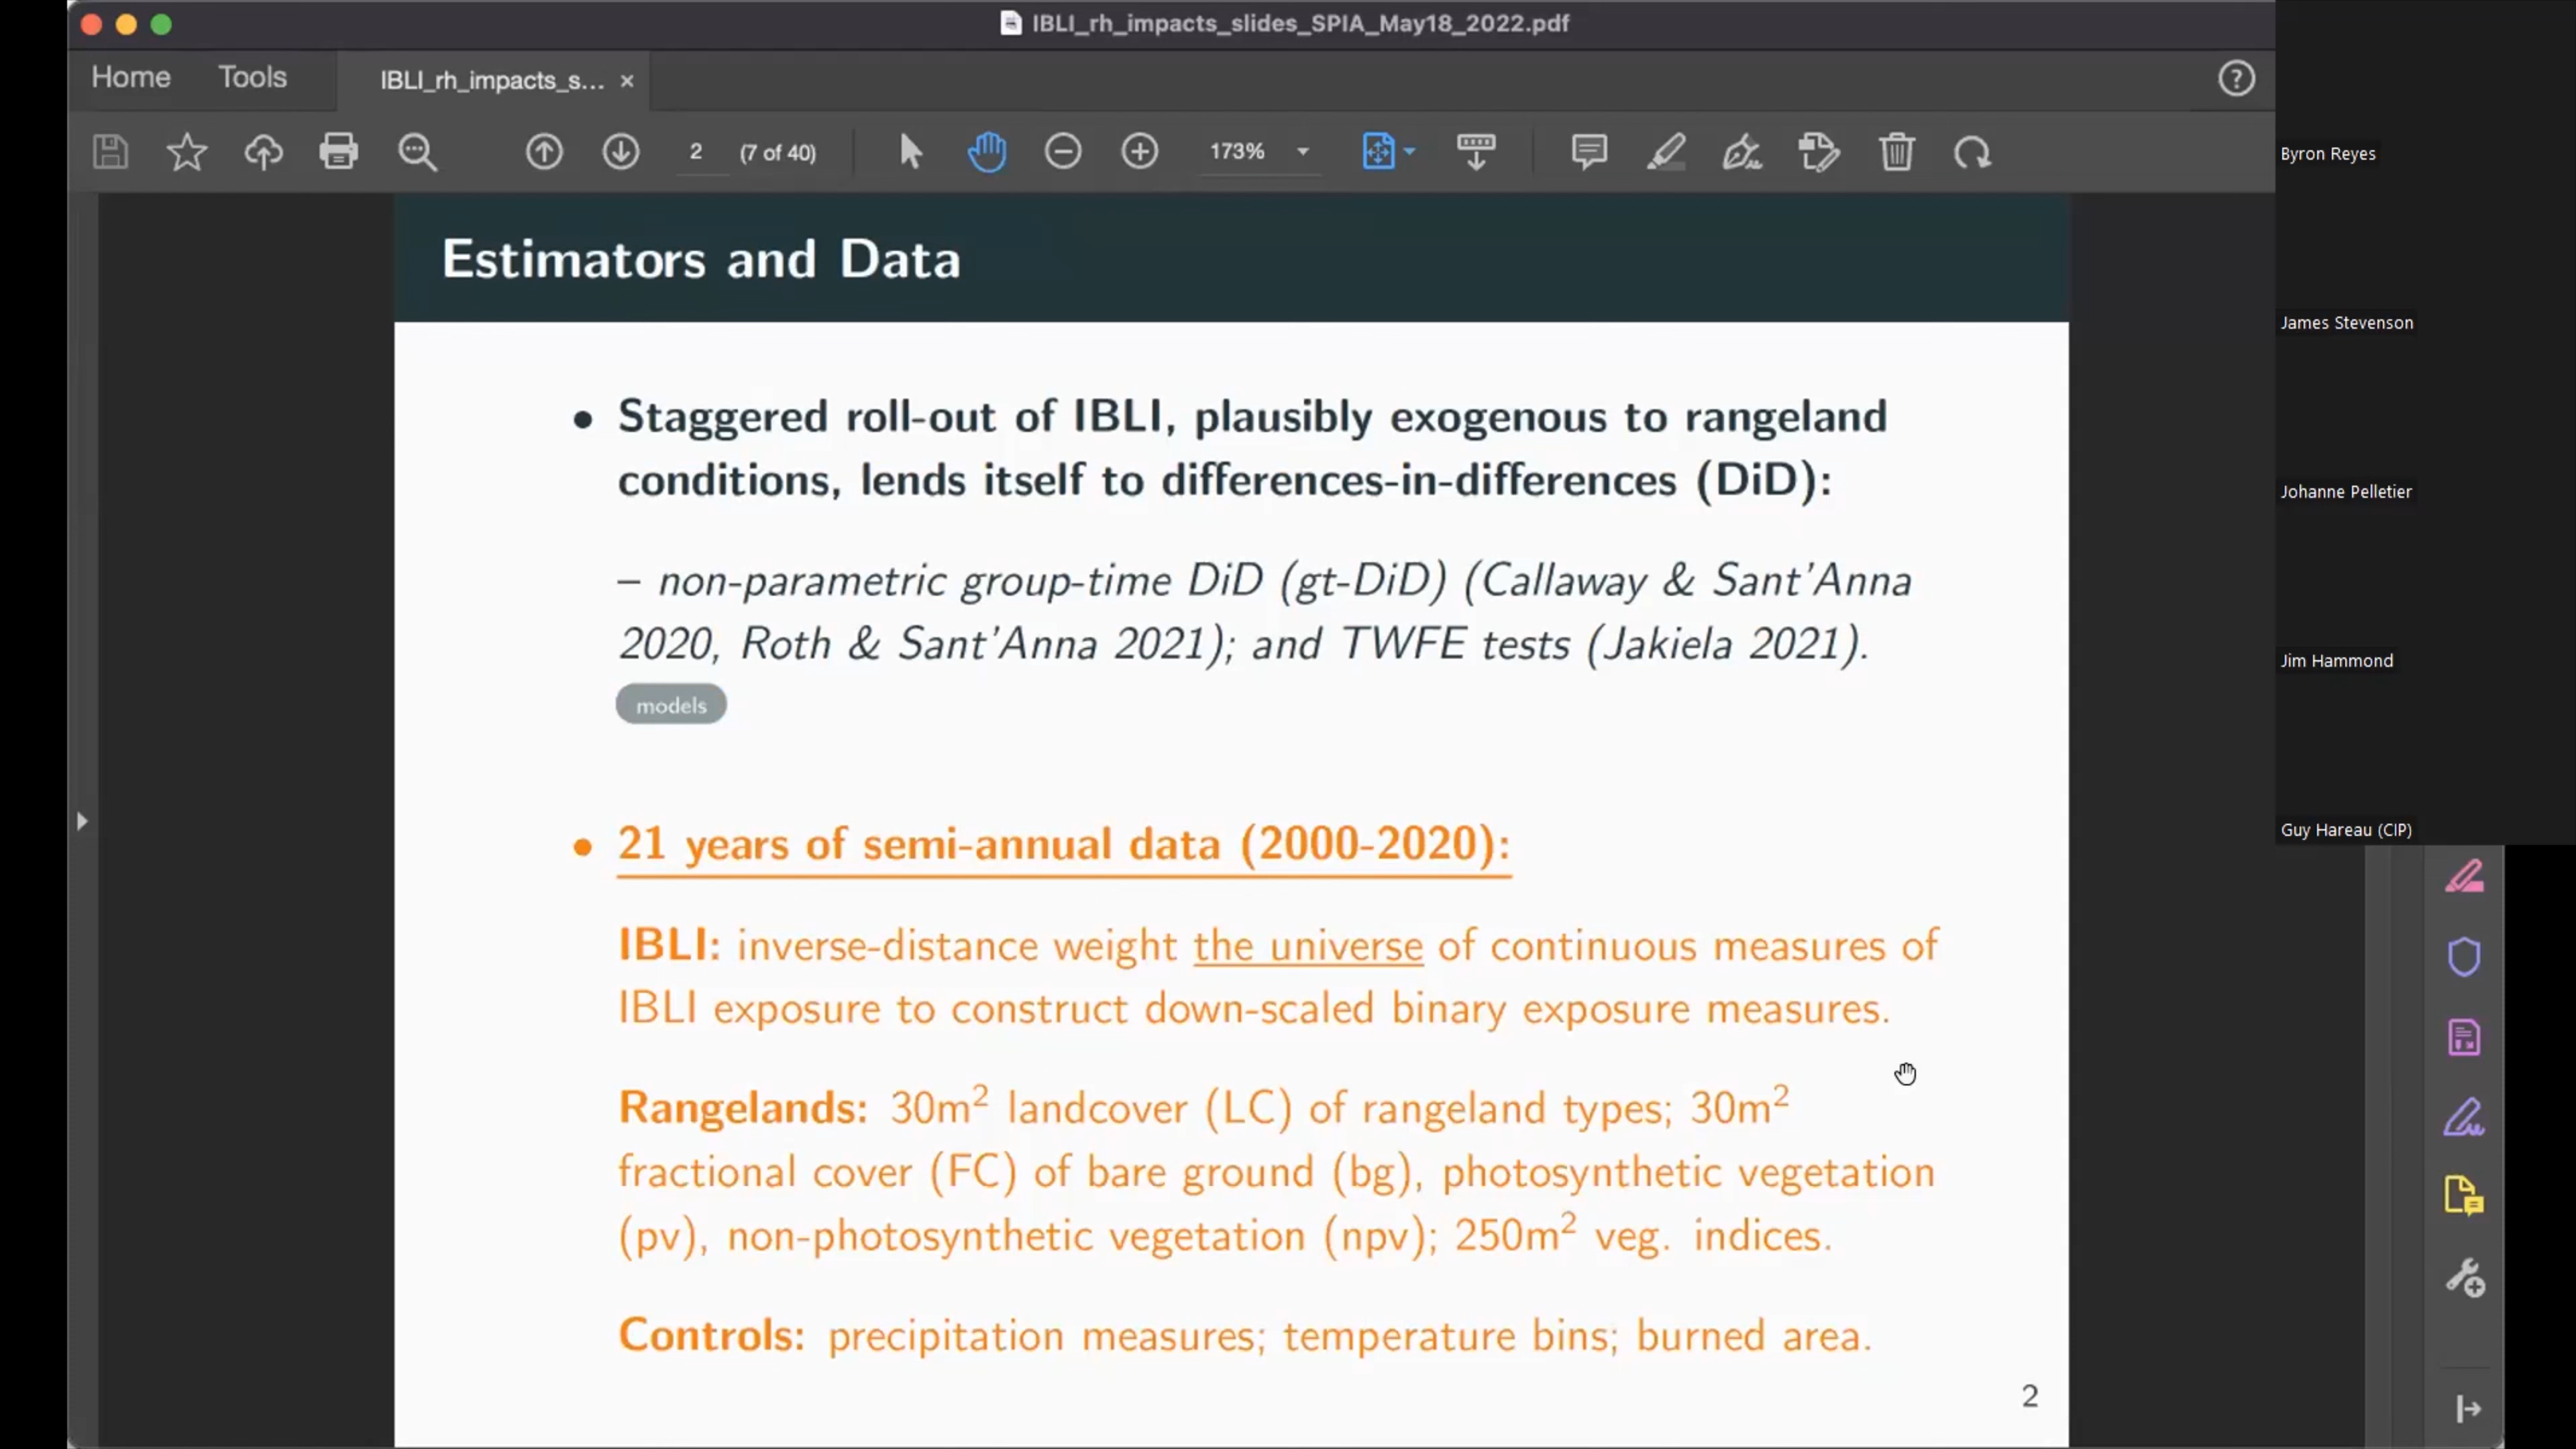 IBLI_rh_impacts_slides_SPIA_May18_2022.pdf
Home Tools IBLI_rh_impacts_s... ×
2 (7 of 40) 173%
Estimators and Data
• Staggered roll-out of IBLI, plausibly exogenous to rangeland
conditions, lends itself to differences-in-differences (DiD):
– non-parametric group-time DiD (gt-DiD) (Callaway & Sant'Anna
2020, Roth & Sant'Anna 2021); and TWFE tests (Jakiela 2021).
models
• 21 years of semi-annual data (2000-2020):
IBLI: inverse-distance weight the universe of continuous measures of
IBLI exposure to construct down-scaled binary exposure measures.
Rangelands: 30m² landcover (LC) of rangeland types; 30m²
fractional cover (FC) of bare ground (bg), photosynthetic vegetation
(pv), non-photosynthetic vegetation (npv); 250m² veg. indices.
Controls: precipitation measures; temperature bins; burned area.
2
Byron Reyes
James Stevenson
Johanne Pelletier
Jim Hammond
Guy Hareau (CIP)